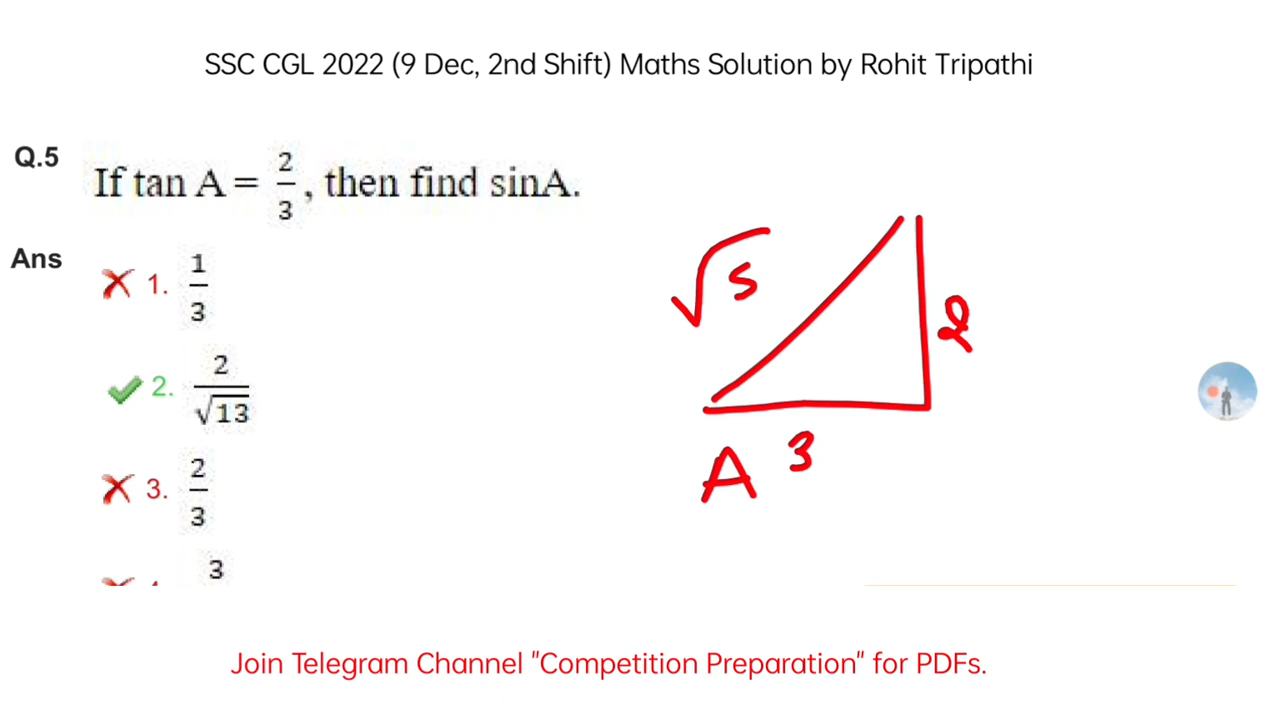 SSC CGL 2022 (9 Dec, 2nd Shift) Maths Solution by Rohit Tripathi
Q.5 If tan A = 2/3, then find sinA.
Ans
1. 1/3
2. 2/√13
3. 2/3
3
√5
2
A 3
Join Telegram Channel "Competition Preparation" for PDFs.